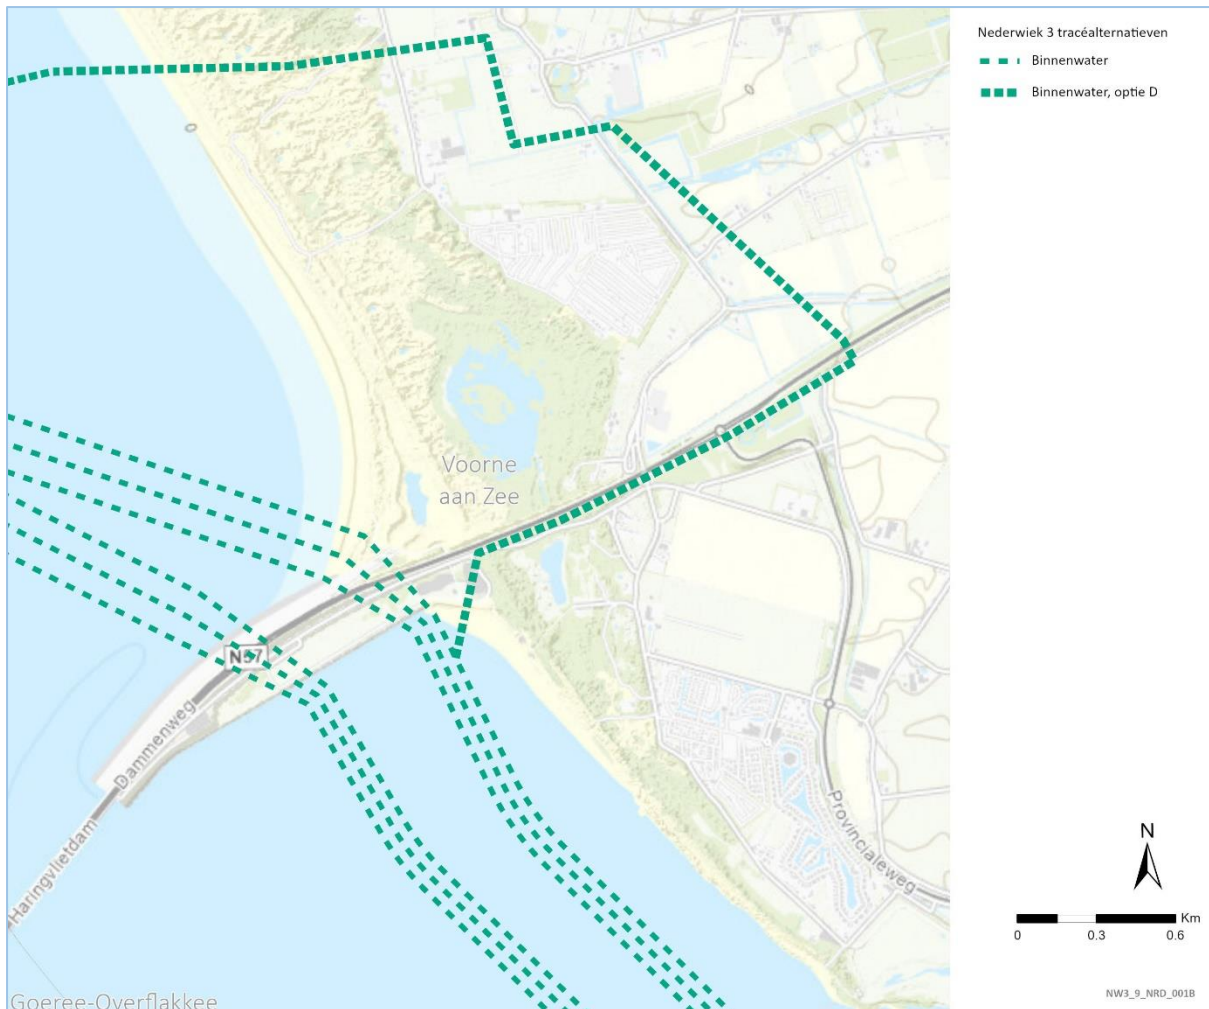 Nederwiek 3 tracéalternatieven
Binnenwater
Binnenwater, optie D
Voorne
aan Zee
N57
Dammenweg
Haringvlietdam
Provincialeweg
Goeree-Overflakkee
N
Km
0 0.3 0.6
NW3_9_NRD_001B